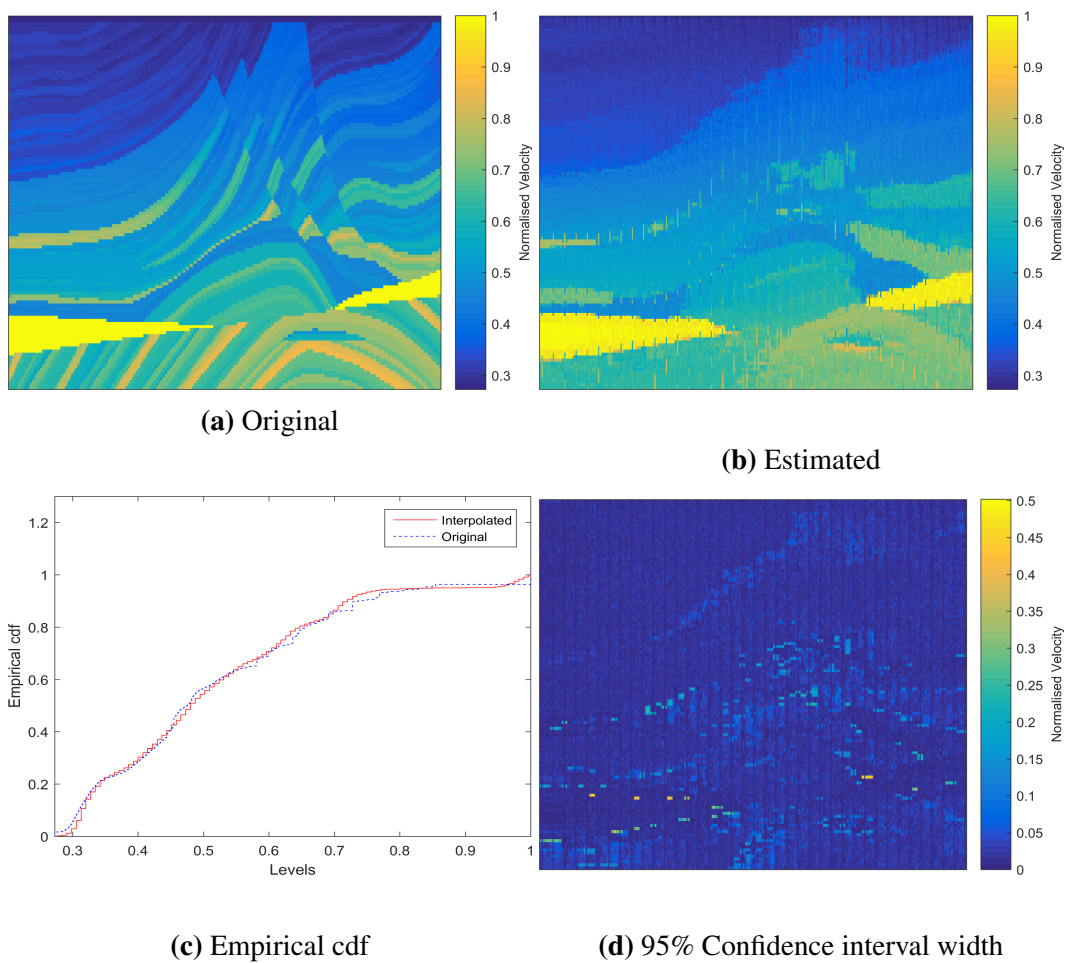 1
0.9
0.8
0.7
0.6
0.5
0.4
0.3
Normalised Velocity
(a) Original
1
0.9
0.8
0.7
0.6
0.5
0.4
0.3
Normalised Velocity
(b) Estimated
1.2
1
0.8
0.6
0.4
0.2
0
Empirical cdf
Interpolated
Original
0.3 0.4 0.5 0.6 0.7 0.8 0.9 1
Levels
(c) Empirical cdf
0.5
0.45
0.4
0.35
0.3
0.25
0.2
0.15
0.1
0.05
0
Normalised Velocity
(d) 95% Confidence interval width